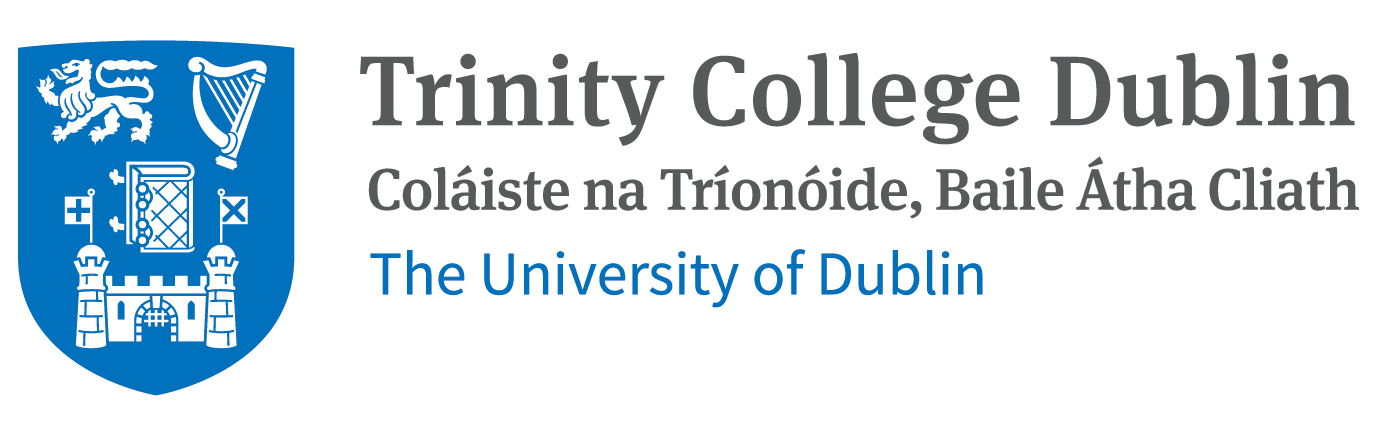 Trinity College Dublin
Coláiste na Tríonóide, Baile Átha Cliath
The University of Dublin